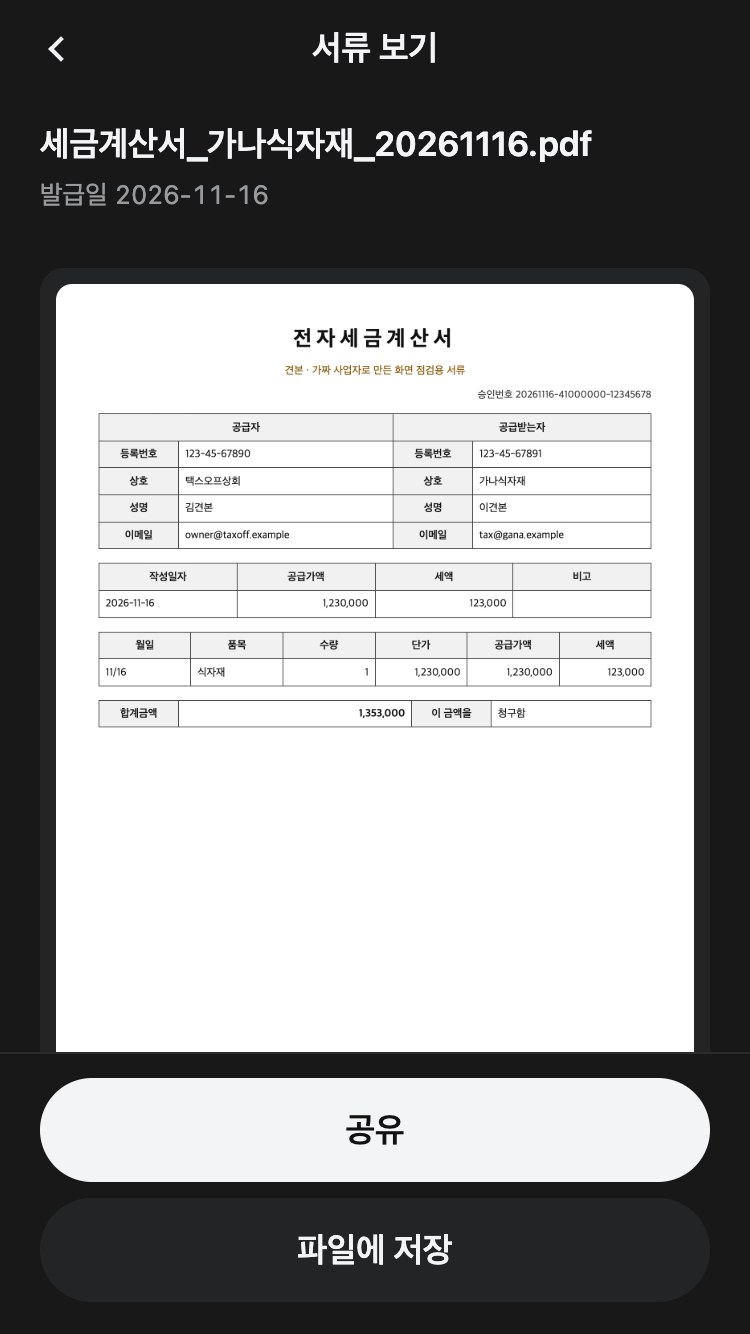 서류 보기
세금계산서_가나식자재_20261116.pdf
발급일 2026-11-16
전자세금계산서
견본 · 가짜 사업자로 만든 화면 점검용 서류
승인번호 20261116-41000000-12345678
공급자 공급받는자
등록번호 123-45-67890 등록번호 123-45-67891
상호 택스오프상회 상호 가나식자재
성명 김견본 성명 이견본
이메일 owner@taxoff.example 이메일 tax@gana.example
작성일자 공급가액 세액 비고
2026-11-16 1,230,000 123,000
월일 품목 수량 단가 공급가액 세액
11/16 식자재 1 1,230,000 1,230,000 123,000
합계금액 1,353,000 이 금액을 청구함
공유
파일에 저장